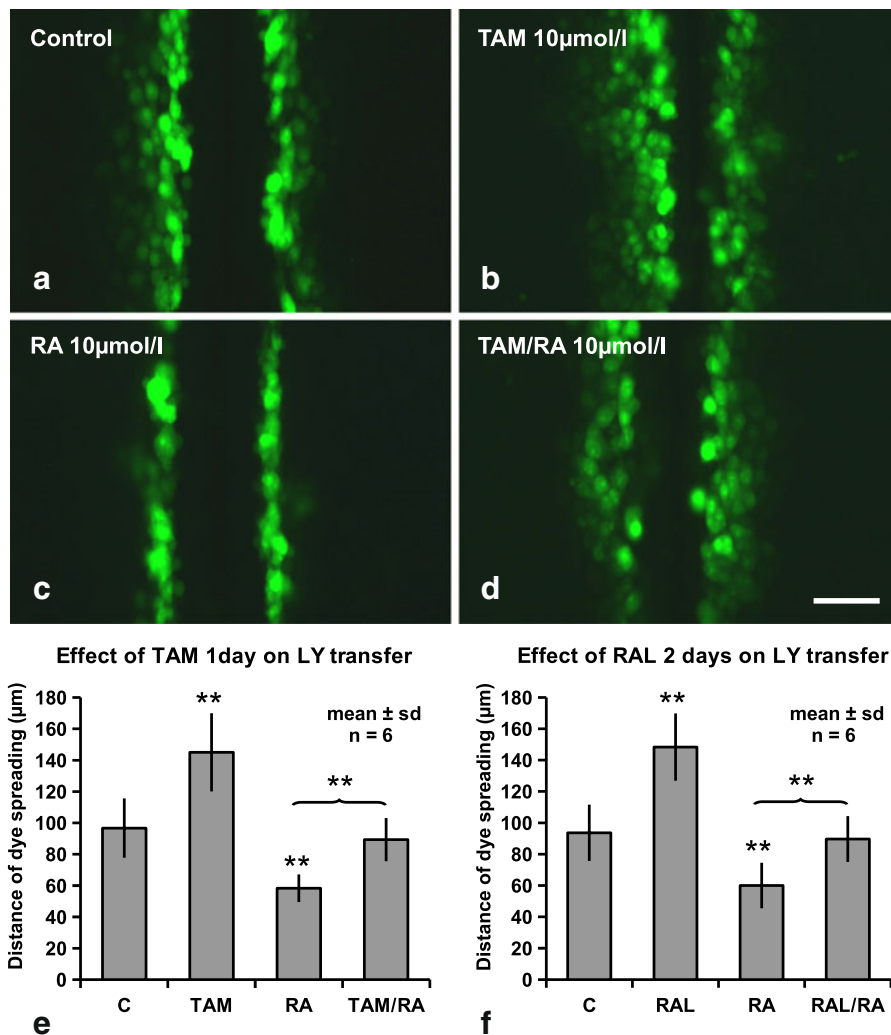 Control
a
TAM 10µmol/l
b
RA 10µmol/l
c
TAM/RA 10µmol/l
d
Effect of TAM 1day on LY transfer
Distance of dye spreading (µm)
180
160
140
120
100
80
60
40
20
0
mean ± sd
n = 6
**
**
**
C TAM RA TAM/RA
e
Effect of RAL 2 days on LY transfer
Distance of dye spreading (µm)
180
160
140
120
100
80
60
40
20
0
mean ± sd
n = 6
**
**
**
C RAL RA RAL/RA
f